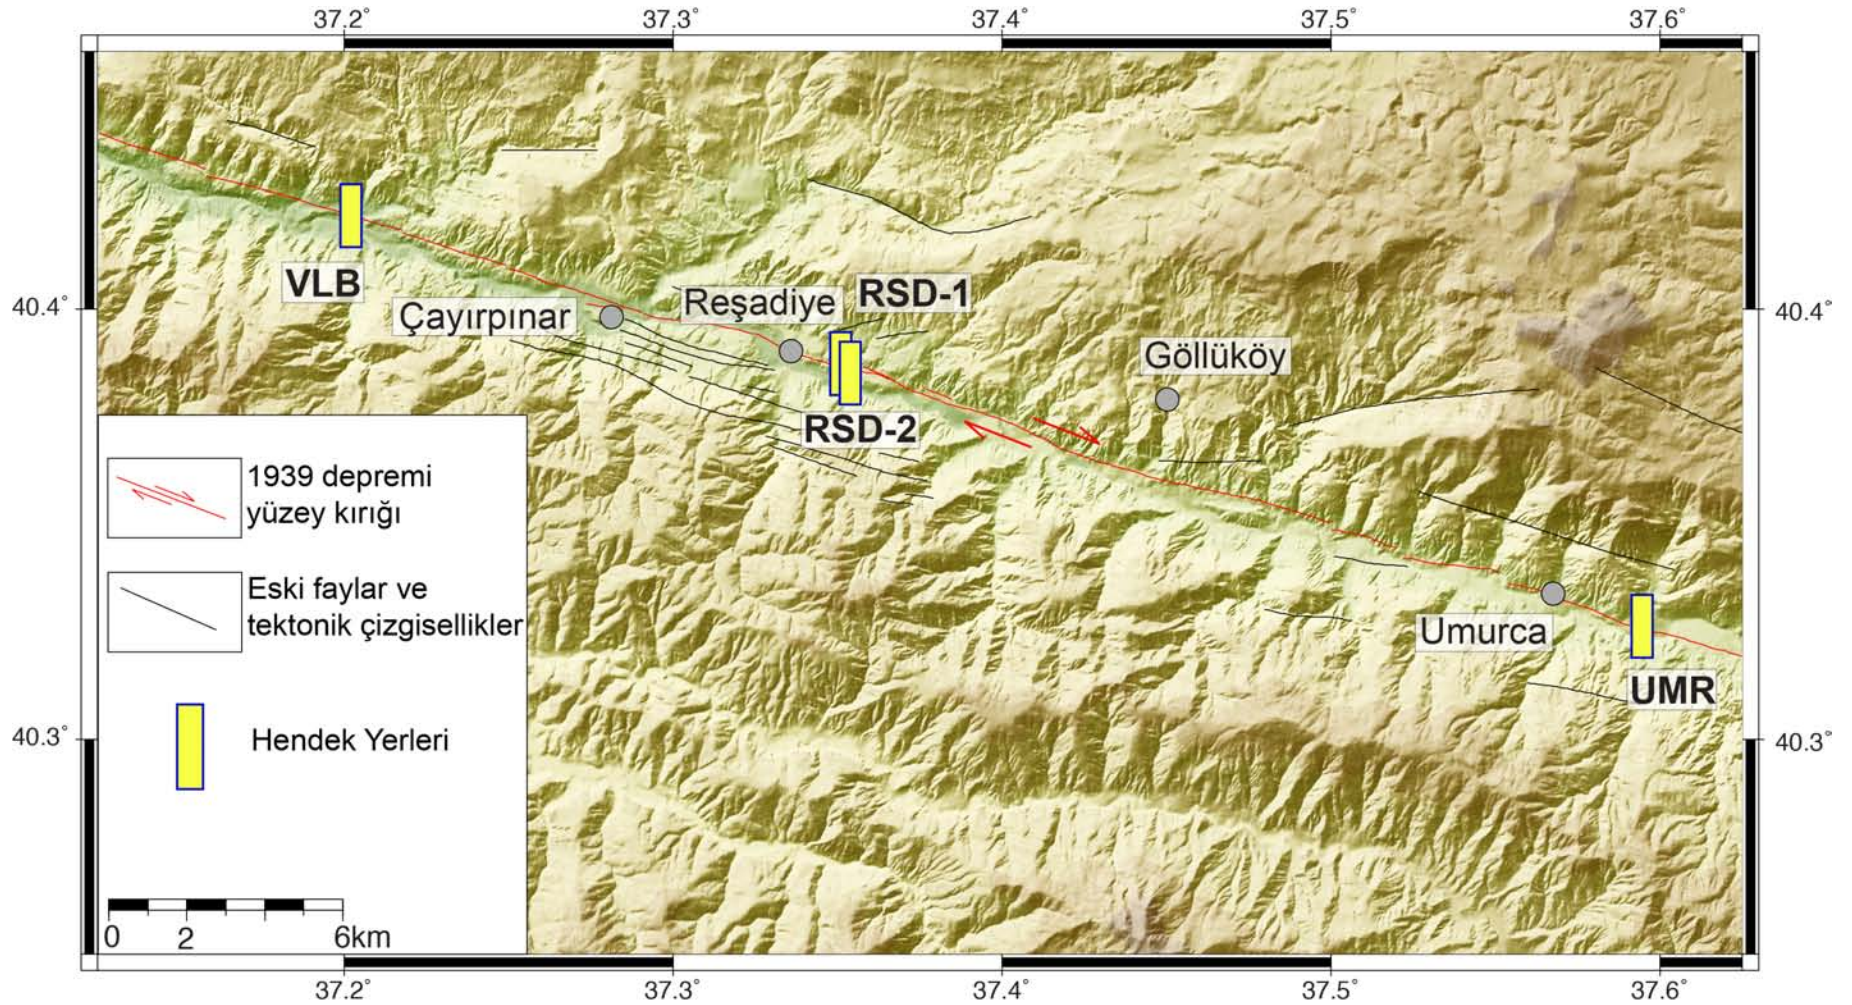 37.2˚ 37.3˚ 37.4˚ 37.5˚ 37.6˚
VLB
Çayırpınar
Reşadiye
RSD-1
RSD-2
Göllüköy
Umurca
UMR
40.4˚ 40.4˚
40.3˚ 40.3˚
1939 depremi
yüzey kırığı
Eski faylar ve
tektonik çizgisellikler
Hendek Yerleri
0 2 6km
37.2˚ 37.3˚ 37.4˚ 37.5˚ 37.6˚